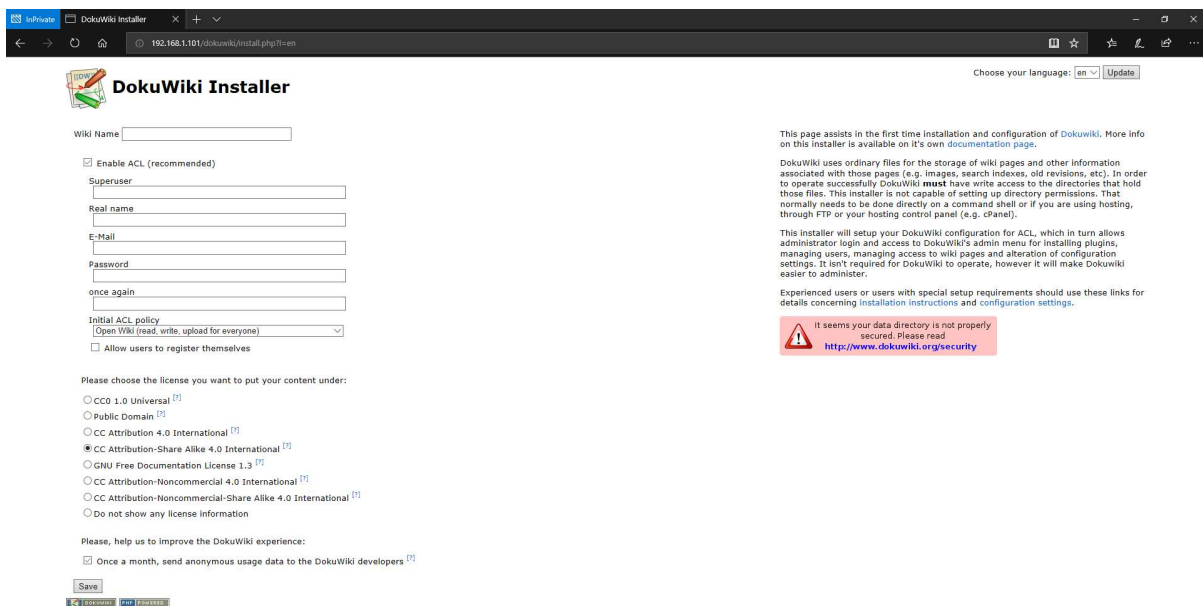 InPrivate
DokuWiki Installer
192.168.1.101/dokuwiki/install.php?l=en
DokuWiki Installer
Choose your language: en Update
Wiki Name
Enable ACL (recommended)
Superuser
Real name
E-Mail
Password
once again
Initial ACL policy
Open Wiki (read, write, upload for everyone)
Allow users to register themselves
Please choose the license you want to put your content under:
CC0 1.0 Universal [?]
Public Domain [?]
CC Attribution 4.0 International [?]
CC Attribution-Share Alike 4.0 International [?]
GNU Free Documentation License 1.3 [?]
CC Attribution-Noncommercial 4.0 International [?]
CC Attribution-Noncommercial-Share Alike 4.0 International [?]
Do not show any license information
Please, help us to improve the DokuWiki experience:
Once a month, send anonymous usage data to the DokuWiki developers [?]
Save
DOKUWIKI PHP POWERED
This page assists in the first time installation and configuration of Dokuwiki. More info
on this installer is available on it's own documentation page.
DokuWiki uses ordinary files for the storage of wiki pages and other information
associated with those pages (e.g. images, search indexes, old revisions, etc). In order
to operate successfully DokuWiki must have write access to the directories that hold
those files. This installer is not capable of setting up directory permissions. That
normally needs to be done directly on a command shell or if you are using hosting,
through FTP or your hosting control panel (e.g. cPanel).
This installer will setup your DokuWiki configuration for ACL, which in turn allows
administrator login and access to DokuWiki's admin menu for installing plugins,
managing users, managing access to wiki pages and alteration of configuration
settings. It isn't required for DokuWiki to operate, however it will make Dokuwiki
easier to administer.
Experienced users or users with special setup requirements should use these links for
details concerning installation instructions and configuration settings.
It seems your data directory is not properly
secured. Please read
http://www.dokuwiki.org/security